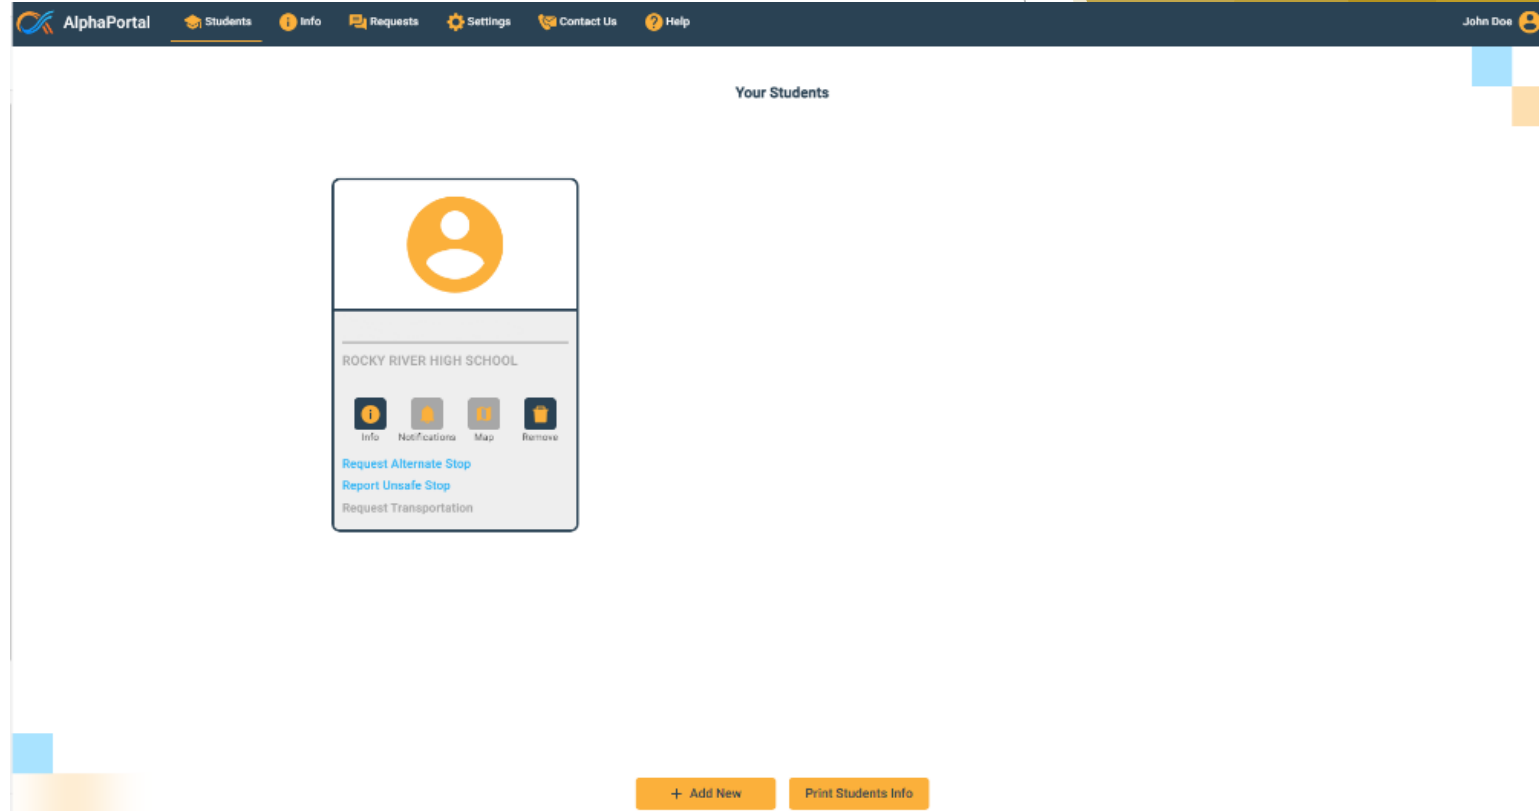 AlphaPortal Students Info Requests Settings Contact Us Help John Doe
Your Students
ROCKY RIVER HIGH SCHOOL
Info Notifications Map Remove
Request Alternate Stop
Report Unsafe Stop
Request Transportation
+ Add New Print Students Info